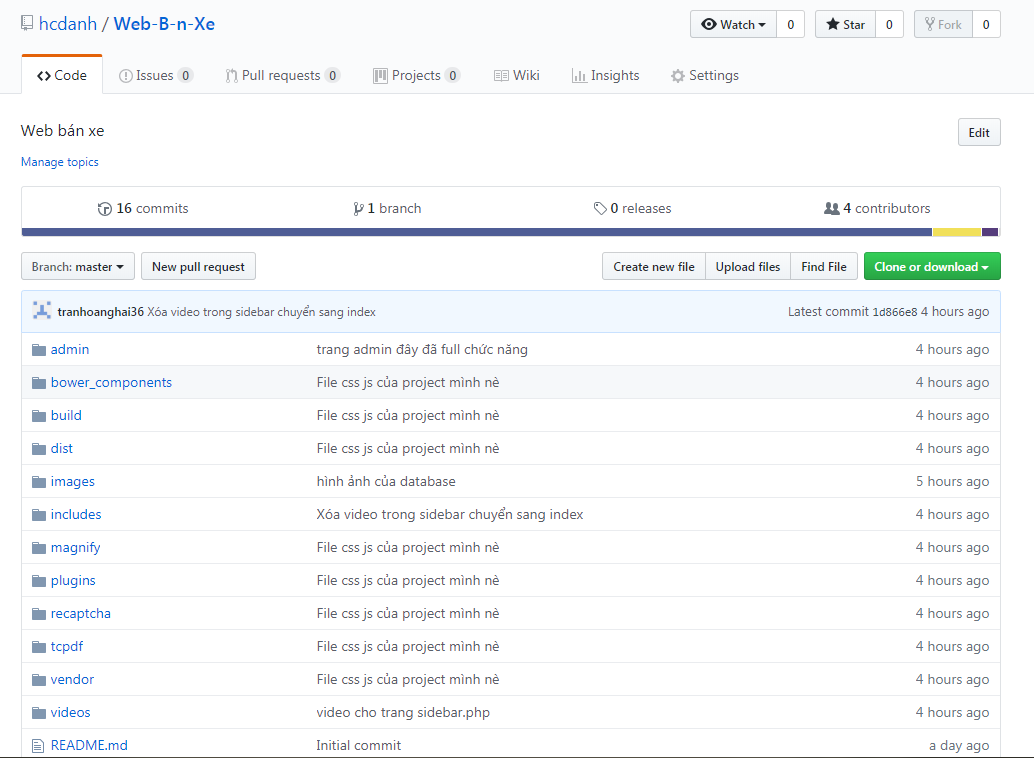 hcdanh / Web-B-n-Xe Watch 0 Star 0 Fork 0
Code Issues 0 Pull requests 0 Projects 0 Wiki Insights Settings
Web bán xe Edit
Manage topics
16 commits 1 branch 0 releases 4 contributors
Branch: master New pull request Create new file Upload files Find File Clone or download
tranhoanghai36 Xóa video trong sidebar chuyển sang index Latest commit 1d866e8 4 hours ago
admin trang admin đây đã full chức năng 4 hours ago
bower_components File css js của project mình nè 4 hours ago
build File css js của project mình nè 4 hours ago
dist File css js của project mình nè 4 hours ago
images hình ảnh của database 5 hours ago
includes Xóa video trong sidebar chuyển sang index 4 hours ago
magnify File css js của project mình nè 4 hours ago
plugins File css js của project mình nè 4 hours ago
recaptcha File css js của project mình nè 4 hours ago
tcpdf File css js của project mình nè 4 hours ago
vendor File css js của project mình nè 4 hours ago
videos video cho trang sidebar.php 4 hours ago
README.md Initial commit a day ago